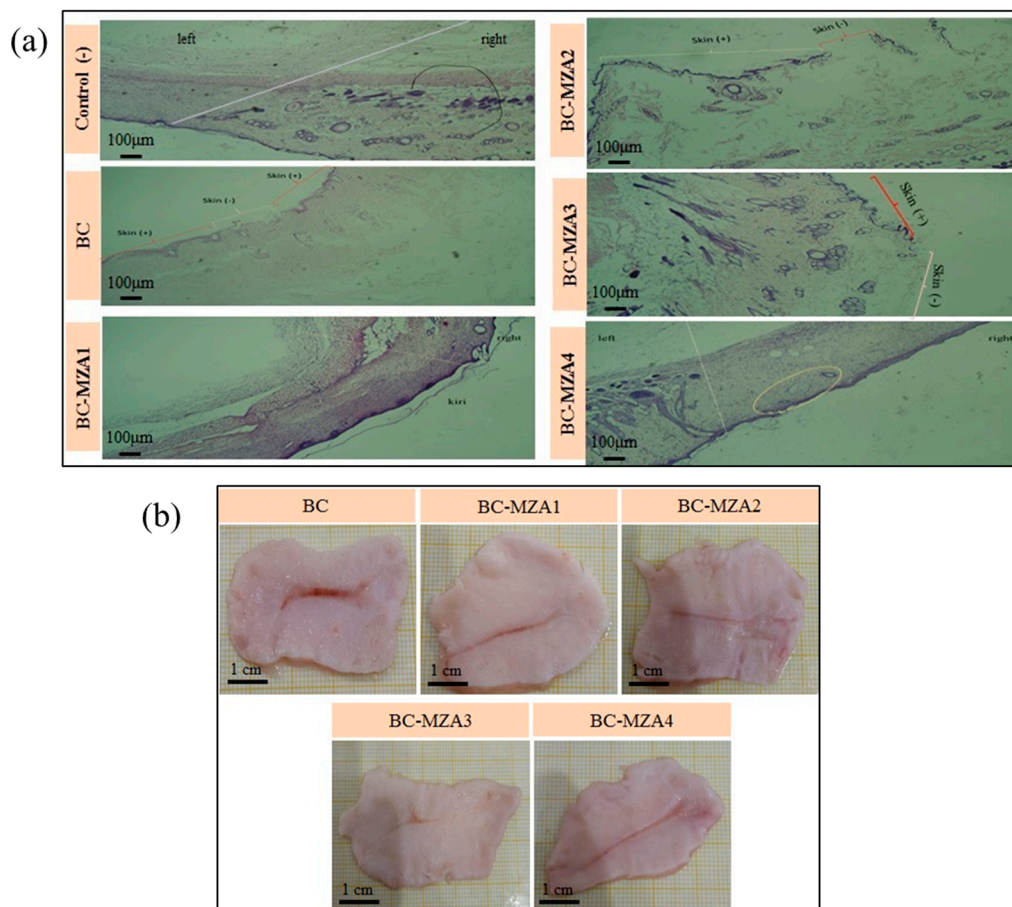 (a)
Control (-)
left
right
100μm
BC
Skin (+)
Skin (-)
Skin (+)
100μm
BC-MZA1
right
kiri
100μm
BC-MZA2
Skin (+)
Skin (-)
100μm
BC-MZA3
Skin (+)
Skin (-)
100μm
BC-MZA4
left
right
100μm
(b)
BC
BC-MZA1
BC-MZA2
1 cm
1 cm
1 cm
BC-MZA3
BC-MZA4
1 cm
1 cm